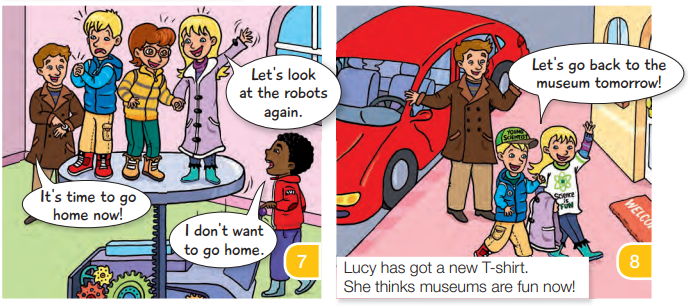 Let's look
at the robots
again.
It's time to go
home now!
I don't want
to go home.
7
Let's go back to the
museum tomorrow!
YOUNG
SCIENTIST
SCIENCE
IS
FUN
WELCO
Lucy has got a new T-shirt.
She thinks museums are fun now!
8